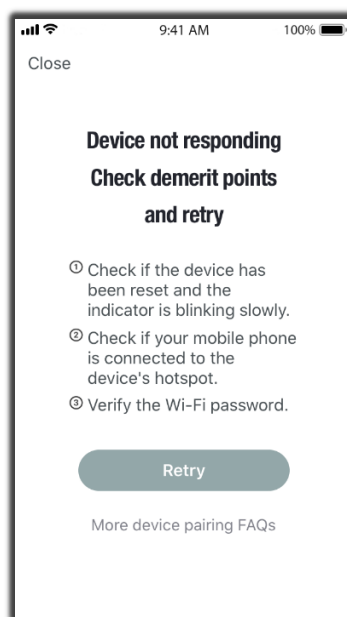 9:41 AM 100%
Close
Device not responding
Check demerit points
and retry
① Check if the device has
been reset and the
indicator is blinking slowly.
② Check if your mobile phone
is connected to the
device's hotspot.
③ Verify the Wi-Fi password.
Retry
More device pairing FAQs